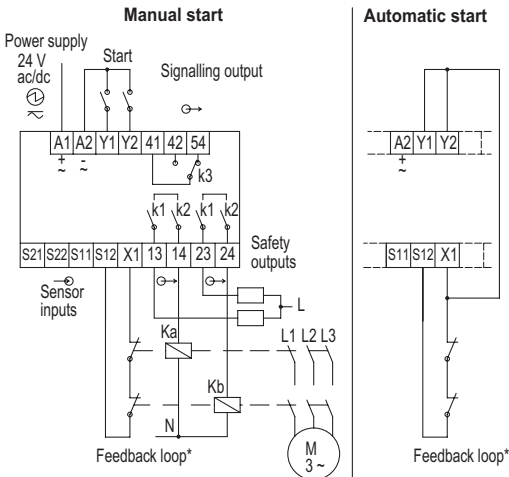 Manual start
Automatic start
Power supply
24 V
ac/dc
Start
Signalling output
A1 A2 Y1 Y2 41 42 54
+ -
~ ~
k3
k1 k2 k1 k2
S21 S22 S11 S12 X1 13 14 23 24
Safety
outputs
Sensor
inputs
L
Ka
L1 L2 L3
Kb
N
M
3 ~
Feedback loop*
A2 Y1 Y2
+
~
S11 S12 X1
Feedback loop*